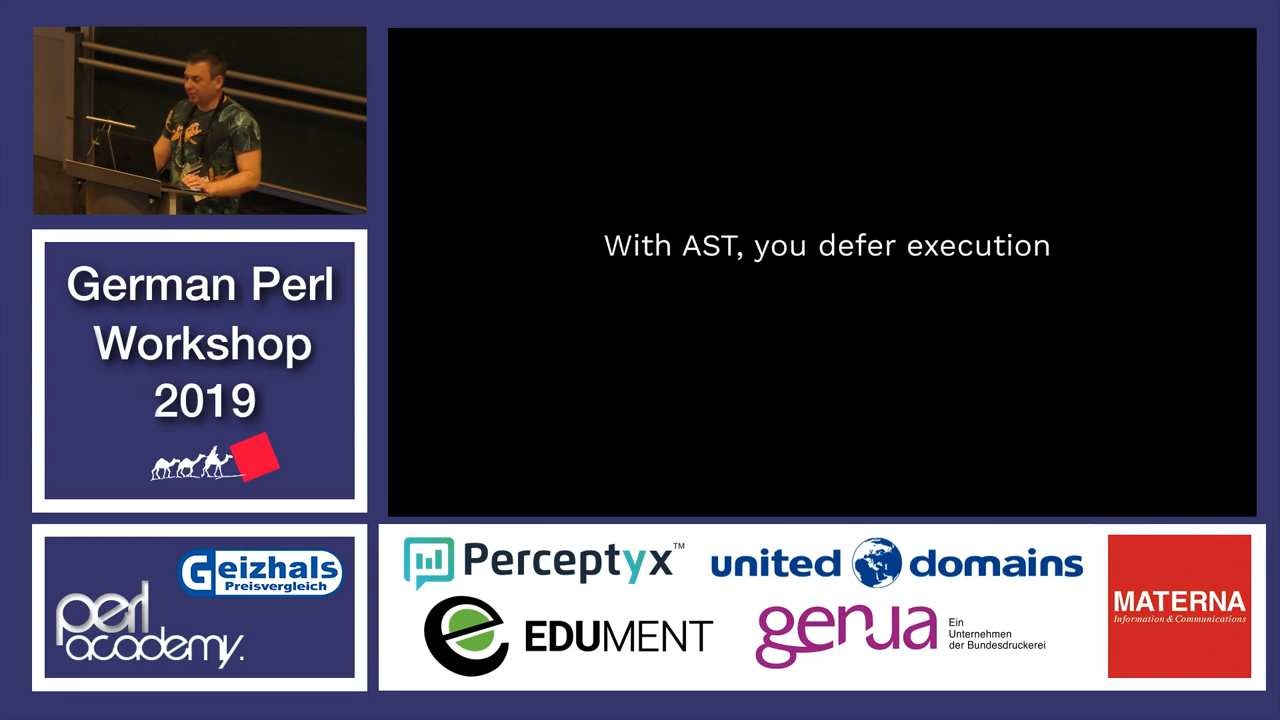 With AST, you defer execution
German Perl
Workshop
2019
Geizhals
Preisvergleich
perl
academy.
Perceptyx™
united domains
EDUMENT
genua
Ein
Unternehmen
der Bundesdruckerei
MATERNA
Information & Communications